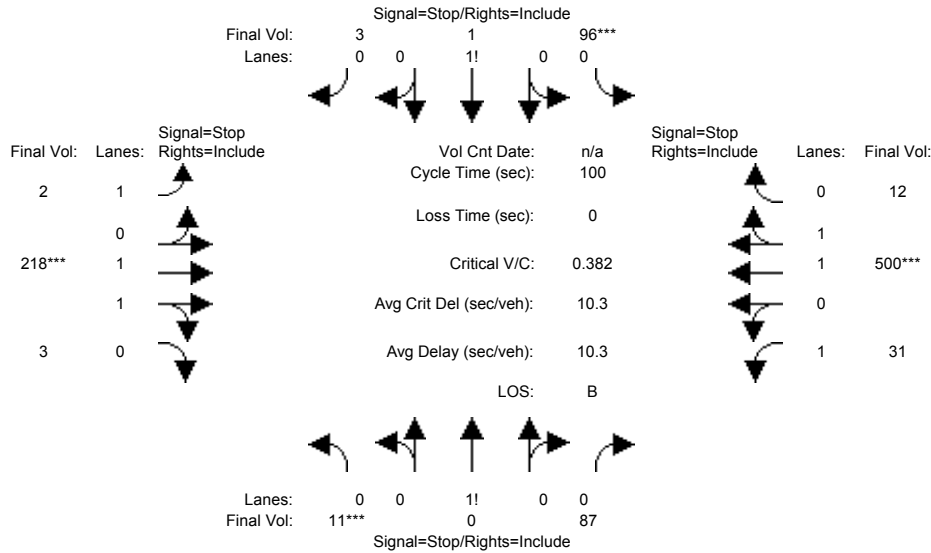 Signal=Stop/Rights=Include
Final Vol: 3 1 96***
Lanes: 0 0 1! 0 0
Signal=Stop
Final Vol: Lanes: Rights=Include
Vol Cnt Date: n/a
Signal=Stop
Rights=Include Lanes: Final Vol:
Cycle Time (sec): 100
2 1
0 12
Loss Time (sec): 0
0
1
218*** 1
Critical V/C: 0.382
1 500***
1
Avg Crit Del (sec/veh): 10.3
0
3 0
Avg Delay (sec/veh): 10.3
1 31
LOS: B
Lanes: 0 0 1! 0 0
Final Vol: 11*** 0 87
Signal=Stop/Rights=Include